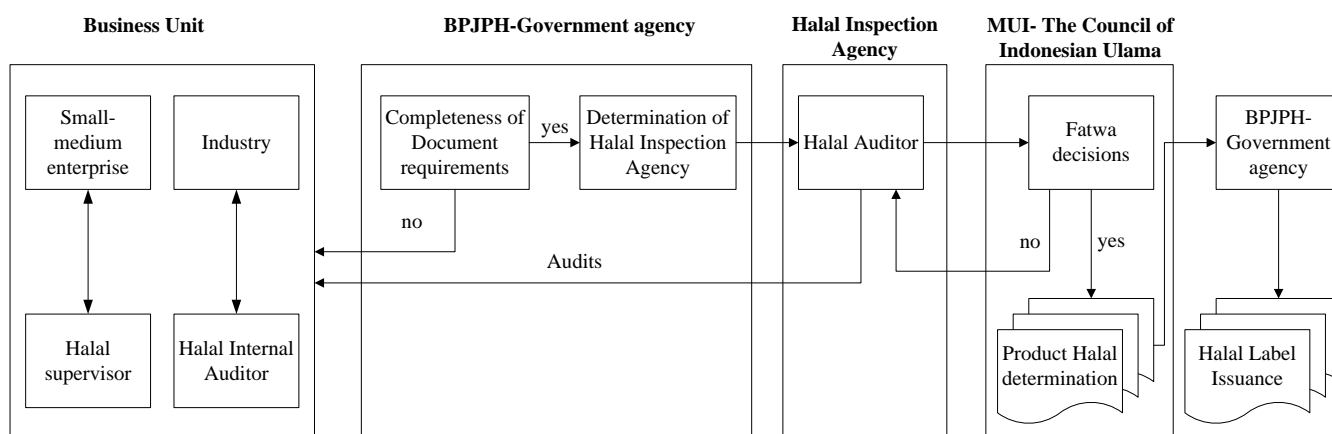 Business Unit
BPJPH-Government agency
Halal Inspection
Agency
MUI- The Council of
Indonesian Ulama
Small-
medium
enterprise
Industry
Halal
supervisor
Halal Internal
Auditor
Completeness of
Document
requirements
yes
no
Determination of
Halal Inspection
Agency
Audits
Halal Auditor
Fatwa
decisions
no
yes
Product Halal
determination
BPJPH-
Government
agency
Halal Label
Issuance